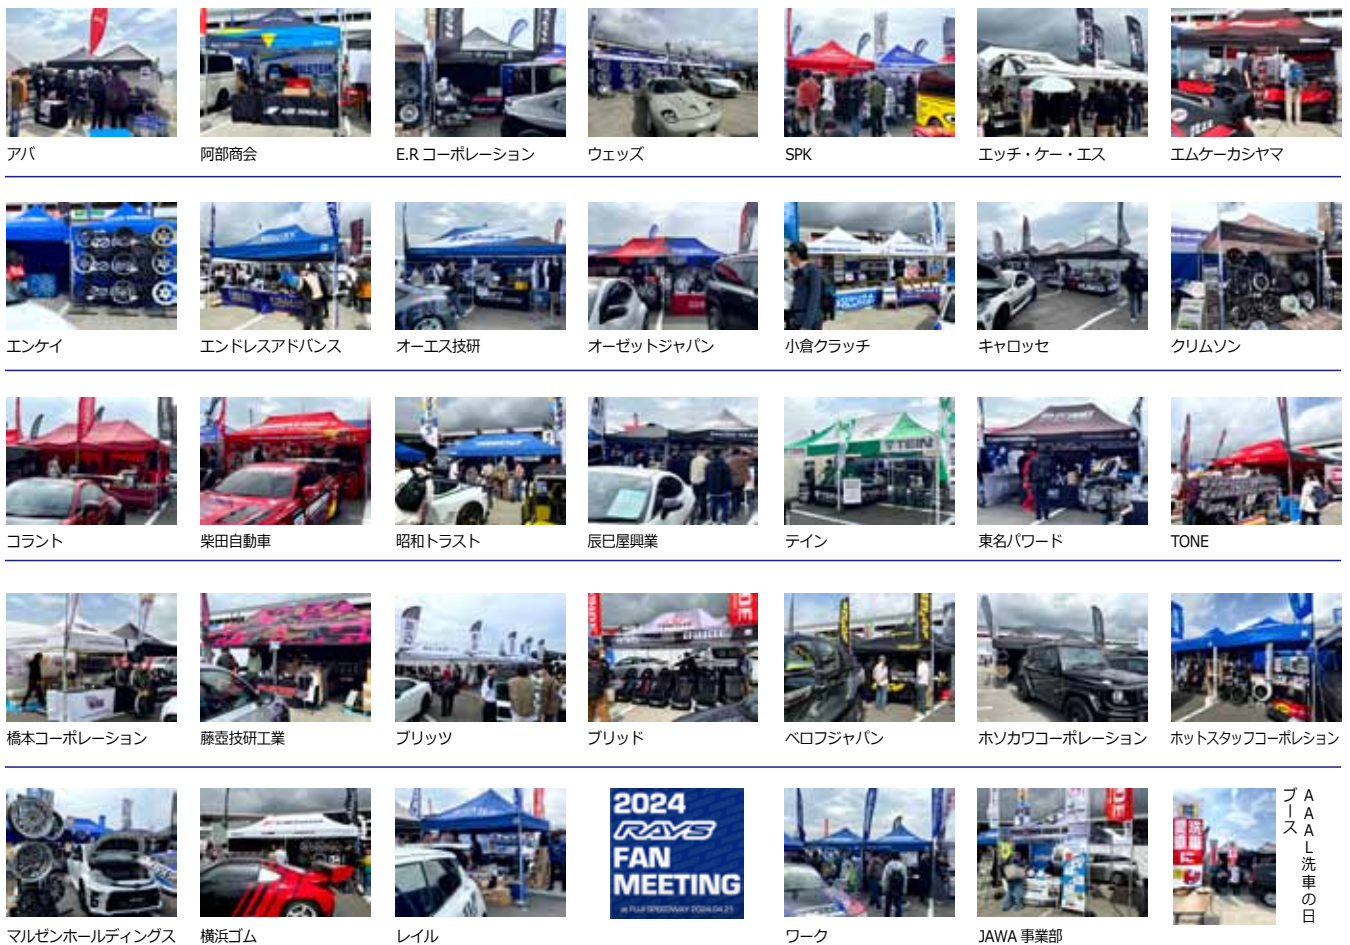 アバ
阿部商会
E.R コーポレーション
ウェッズ
SPK
エッチ・ケー・エス
エムケーカシヤマ
エンケイ
エンドレスアドバンス
オーエス技研
オーゼットジャパン
小倉クラッチ
キャロッセ
クリムソン
コラント
柴田自動車
昭和トラスト
辰巳屋興業
テイン
TEIN
東名パワード
TONE
橋本コーポレーション
藤壺技研工業
ブリッツ
ブリッド
ベロフジャパン
ホソカワコーポレーション
ホットスタッフコーポレション
マルゼンホールディングス
横浜ゴム
レイル
2024
RAYS
FAN
MEETING
at FUJI SPEEDWAY 2024.04.21
ワーク
JAWA 事業部
AAAL洗車の日
ブース